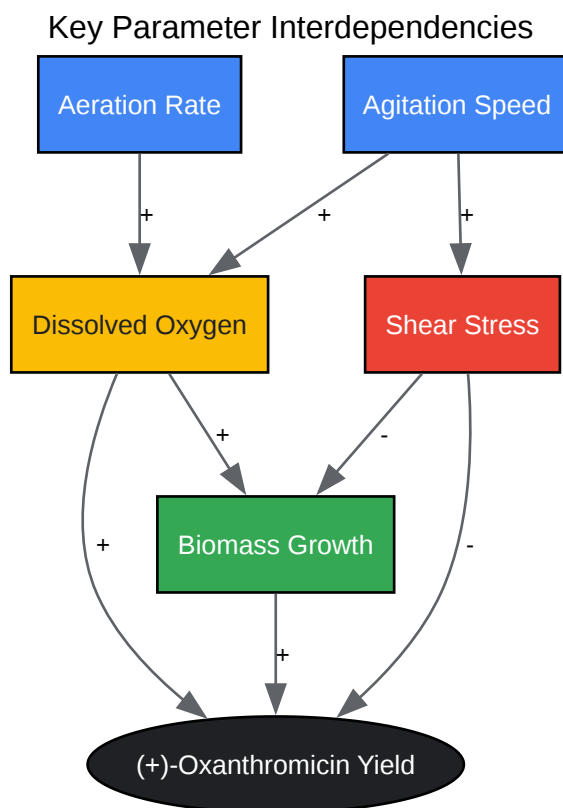 Key Parameter Interdependencies
Aeration Rate
Agitation Speed
+
+
+
Dissolved Oxygen
Shear Stress
+
-
+
-
Biomass Growth
+
(+)-Oxanthromicin Yield